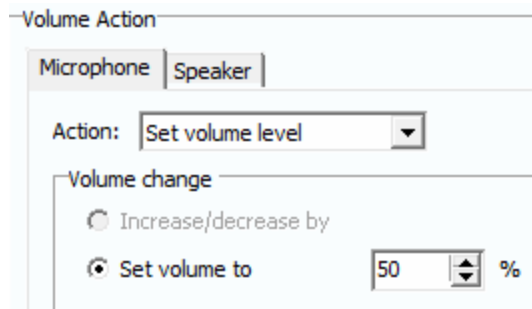 Volume Action
Microphone Speaker
Action: Set volume level
Volume change
Increase/decrease by
Set volume to 50 %